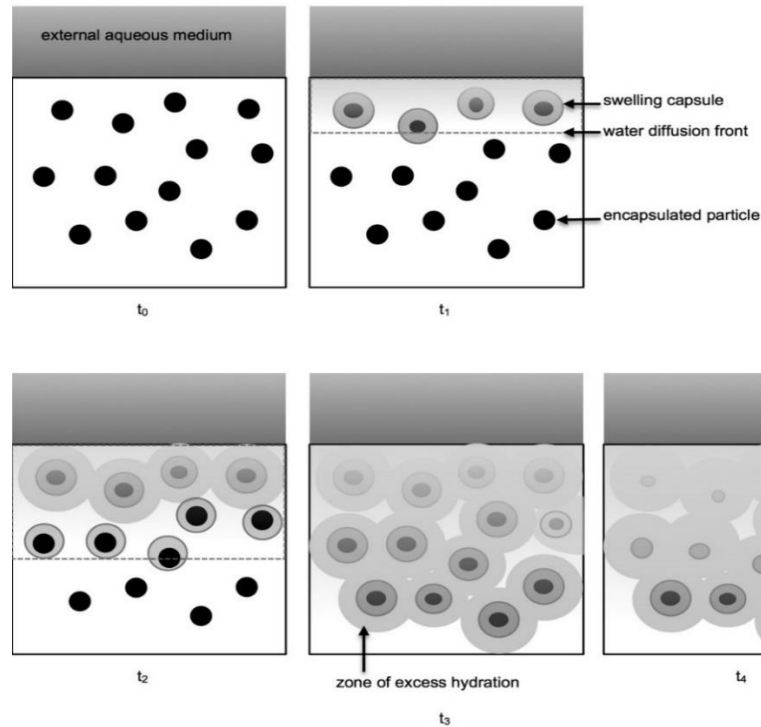 external aqueous medium
swelling capsule
water diffusion front
encapsulated particle
t₀
t₁
t₂
zone of excess hydration
t₃
t₄